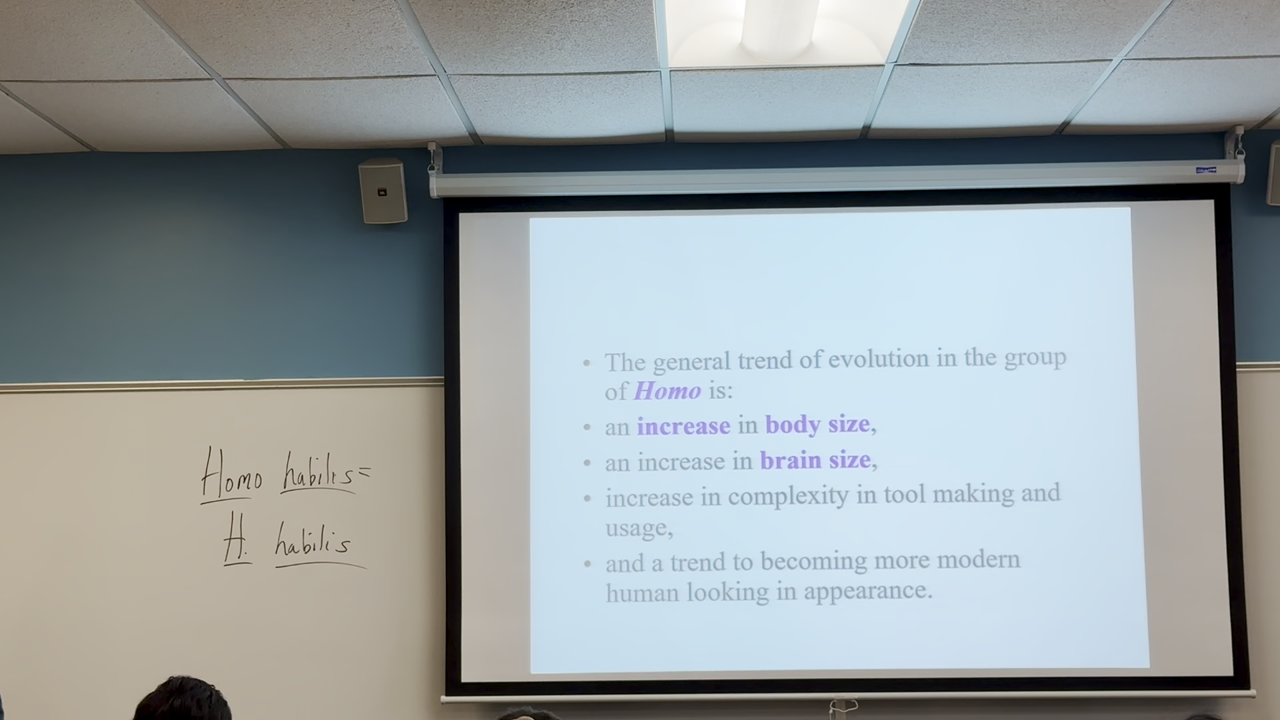 Homo habilis=
H. habilis
• The general trend of evolution in the group
of Homo is:
• an increase in body size,
• an increase in brain size,
• increase in complexity in tool making and
usage,
• and a trend to becoming more modern
human looking in appearance.